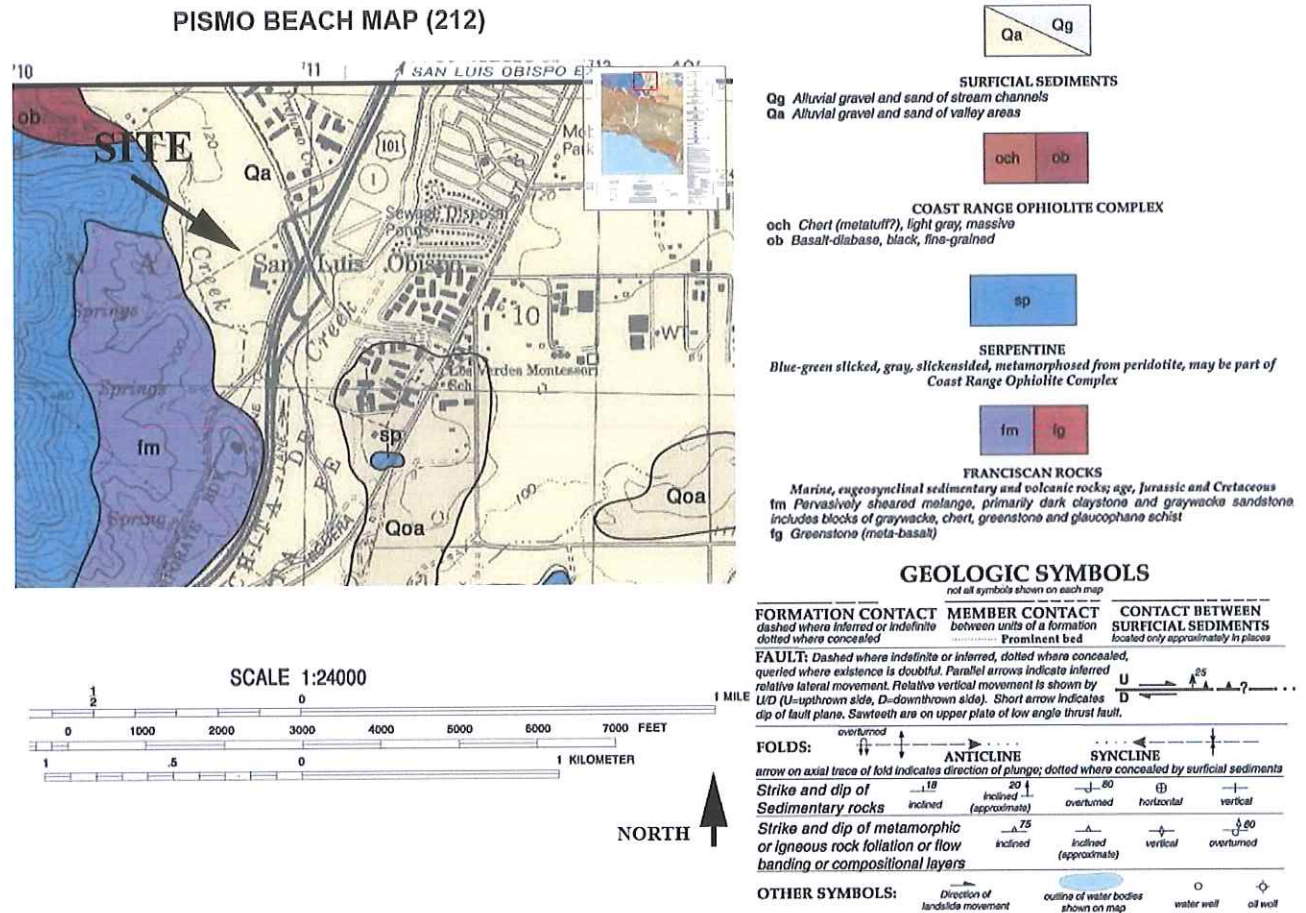 PISMO BEACH MAP (212)
'10
'11
SAN LUIS OBISPO
ob
SITE
120
Qa
101
1
Mob
Park
Sewage Disposal
Ponds
Creek
San Luis Obispo
N A
Springs
200
Creek
10
WT
Los Verdes Montessori
Sch
Springs
sp
fm
100
Qoa
Qoa
Spring
SCALE 1:24000
1
2
0
1 MILE
0 1000 2000 3000 4000 5000 6000 7000 FEET
1 .5 0 1 KILOMETER
NORTH
Qa Qg
SURFICIAL SEDIMENTS
Qg Alluvial gravel and sand of stream channels
Qa Alluvial gravel and sand of valley areas
och ob
COAST RANGE OPHIOLITE COMPLEX
och Chert (metatuff?), light gray, massive
ob Basalt-diabase, black, fine-grained
sp
SERPENTINE
Blue-green slicked, gray, slickensided, metamorphosed from peridotite, may be part of
Coast Range Ophiolite Complex
fm fg
FRANCISCAN ROCKS
Marine, eugeosynclinal sedimentary and volcanic rocks; age, Jurassic and Cretaceous
fm Pervasively sheared melange, primarily dark claystone and graywacke sandstone
includes blocks of graywacke, chert, greenstone and glaucophane schist
fg Greenstone (meta-basalt)
GEOLOGIC SYMBOLS
not all symbols shown on each map
FORMATION CONTACT
dashed where inferred or indefinite
dotted where concealed
MEMBER CONTACT
between units of a formation
Prominent bed
CONTACT BETWEEN
SURFICIAL SEDIMENTS
located only approximately in places
FAULT: Dashed where indefinite or inferred, dotted where concealed,
queried where existence is doubtful. Parallel arrows indicate inferred
relative lateral movement. Relative vertical movement is shown by
U/D (U=upthrown side, D=downthrown side). Short arrow indicates
dip of fault plane. Sawteeth are on upper plate of low angle thrust fault.
U
D
25
?
FOLDS:
overturned
ANTICLINE
SYNCLINE
arrow on axial trace of fold indicates direction of plunge; dotted where concealed by surficial sediments
Strike and dip of
Sedimentary rocks
18
inclined
20
inclined
(approximate)
80
overturned
horizontal
vertical
Strike and dip of metamorphic
or igneous rock foliation or flow
banding or compositional layers
75
inclined
inclined
(approximate)
vertical
80
overturned
OTHER SYMBOLS:
Direction of
landslide movement
outline of water bodies
shown on map
water well
oil well